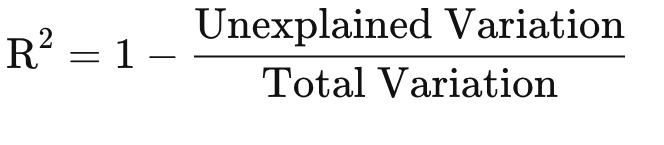 R² = 1 − Unexplained Variation
Total Variation